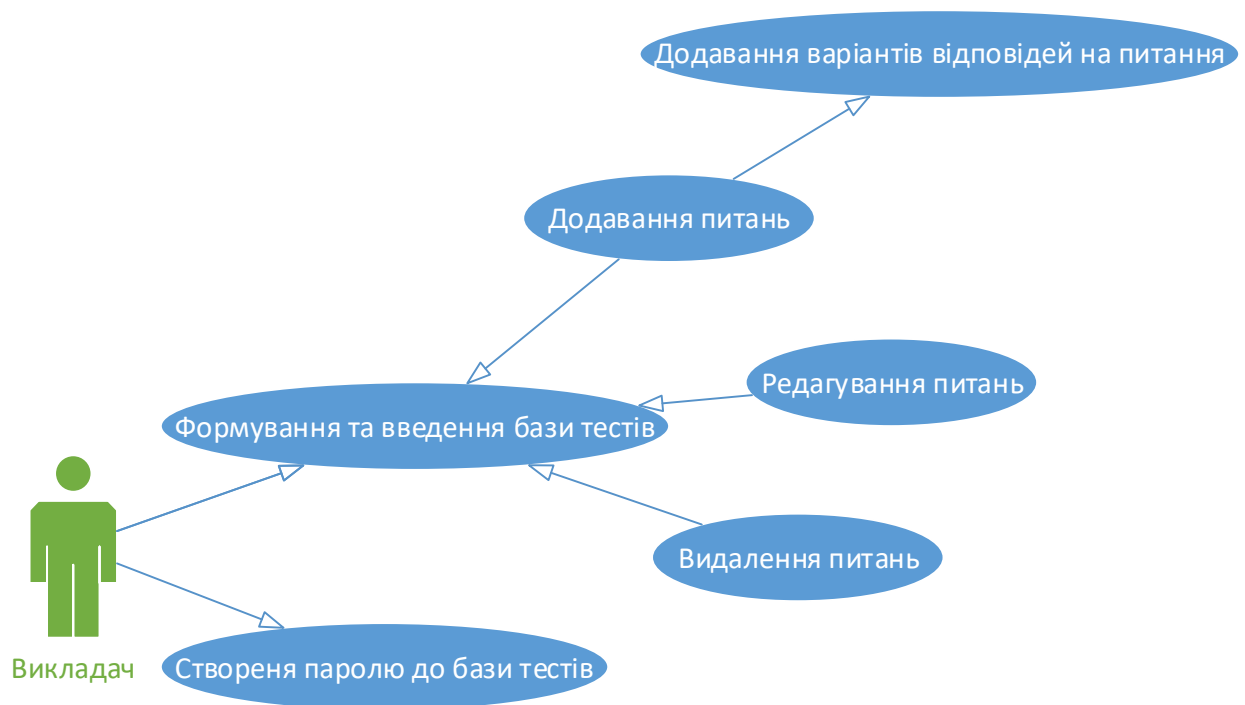 Додавання варіантів відповідей на питання
Додавання питань
Редагування питань
Формування та введення бази тестів
Видалення питань
Викладач
Створеня паролю до бази тестів